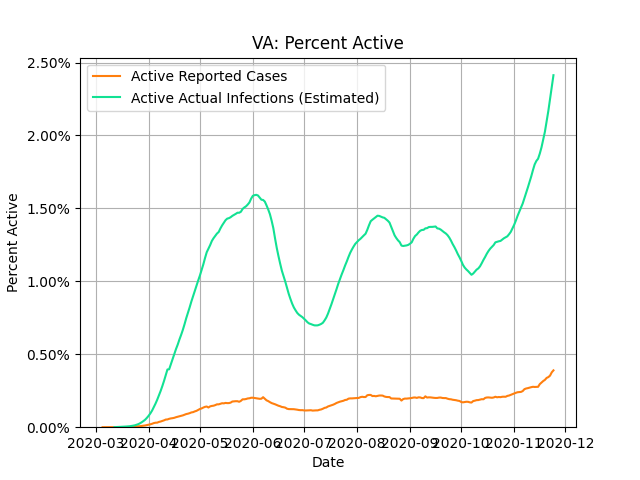 VA: Percent Active
Active Reported Cases
Active Actual Infections (Estimated)
2.50%
2.00%
1.50%
1.00%
0.50%
0.00%
Percent Active
2020-03 2020-04 2020-05 2020-06 2020-07 2020-08 2020-09 2020-10 2020-11 2020-12
Date